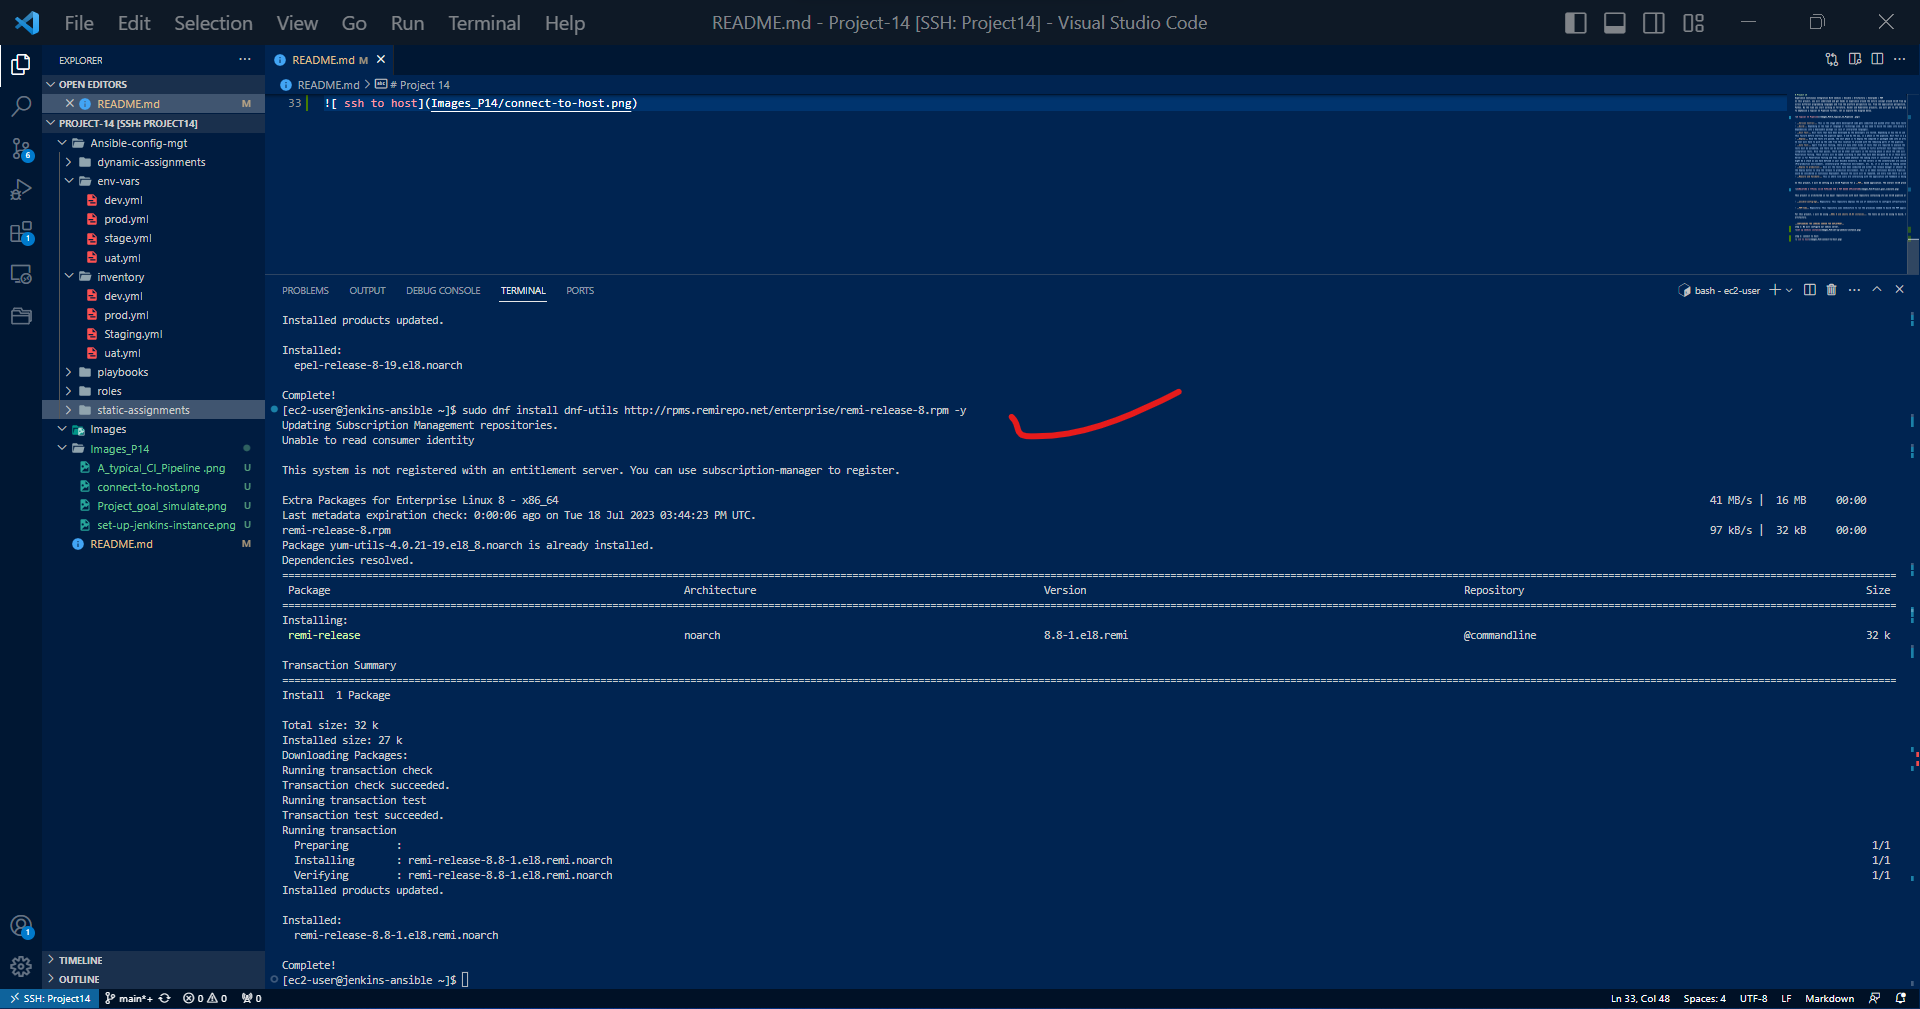 File Edit Selection View Go Run Terminal Help
README.md - Project-14 [SSH: Project14] - Visual Studio Code
EXPLORER
OPEN EDITORS
README.md M
PROJECT-14 [SSH: PROJECT14]
Ansible-config-mgt
dynamic-assignments
env-vars
dev.yml
prod.yml
stage.yml
uat.yml
inventory
dev.yml
prod.yml
Staging.yml
uat.yml
playbooks
roles
static-assignments
Images
Images_P14
A_typical_CI_Pipeline .png U
connect-to-host.png U
Project_goal_simulate.png U
set-up-jenkins-instance.png U
README.md M
TIMELINE
OUTLINE
6
1
1
README.md M
README.md > # Project 14
33 ![ ssh to host](Images_P14/connect-to-host.png)
PROBLEMS OUTPUT DEBUG CONSOLE TERMINAL PORTS
bash - ec2-user
Installed products updated.
Installed:
epel-release-8-19.el8.noarch
Complete!
[ec2-user@jenkins-ansible ~]$ sudo dnf install dnf-utils http://rpms.remirepo.net/enterprise/remi-release-8.rpm -y
Updating Subscription Management repositories.
Unable to read consumer identity
This system is not registered with an entitlement server. You can use subscription-manager to register.
Extra Packages for Enterprise Linux 8 - x86_64 41 MB/s | 16 MB 00:00
Last metadata expiration check: 0:00:06 ago on Tue 18 Jul 2023 03:44:23 PM UTC.
remi-release-8.rpm 97 kB/s | 32 kB 00:00
Package yum-utils-4.0.21-19.el8_8.noarch is already installed.
Dependencies resolved.
Package Architecture Version Repository Size
Installing:
remi-release noarch 8.8-1.el8.remi @commandline 32 k
Transaction Summary
Install 1 Package
Total size: 32 k
Installed size: 27 k
Downloading Packages:
Running transaction check
Transaction check succeeded.
Running transaction test
Transaction test succeeded.
Running transaction
Preparing : 1/1
Installing : remi-release-8.8-1.el8.remi.noarch 1/1
Verifying : remi-release-8.8-1.el8.remi.noarch 1/1
Installed products updated.
Installed:
remi-release-8.8-1.el8.remi.noarch
Complete!
[ec2-user@jenkins-ansible ~]$
SSH: Project14 main*+ 0 0 0 Ln 33, Col 48 Spaces: 4 UTF-8 LF Markdown